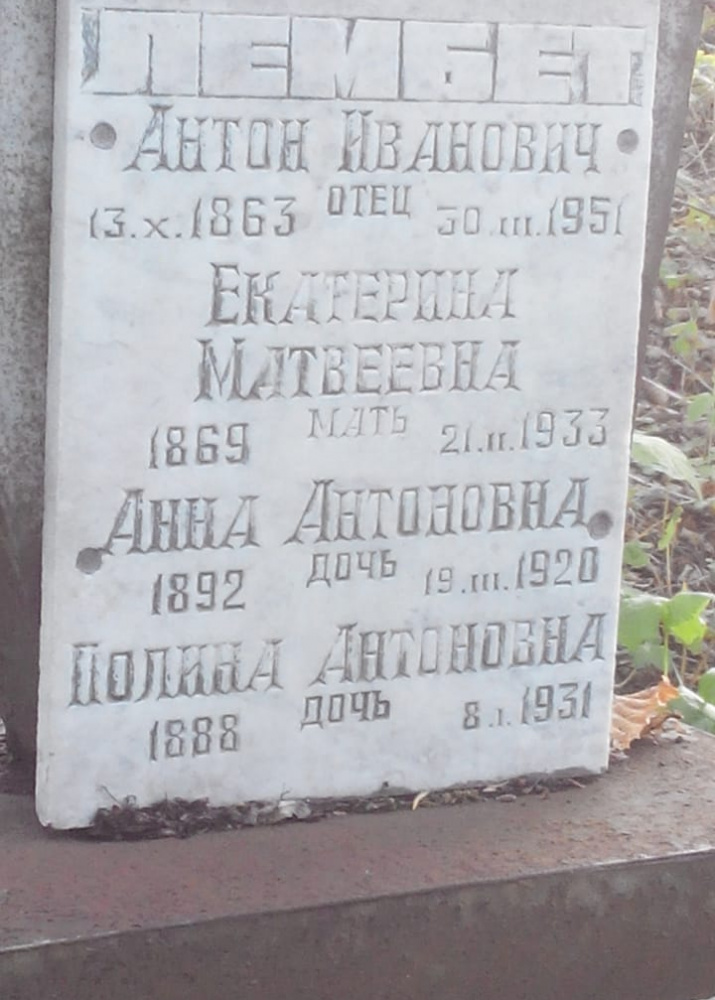 ЛЕМБЕТ
АНТОН ИВАНОВИЧ
13.X.1863 ОТЕЦ 30.III.1951
ЕКАТЕРИНА
МАТВЕЕВНА
1869 МАТЬ 21.II.1933
АННА АНТОНОВНА
1892 ДОЧЬ 19.III.1920
ПОЛИНА АНТОНОВНА
1888 ДОЧЬ 8.I.1931